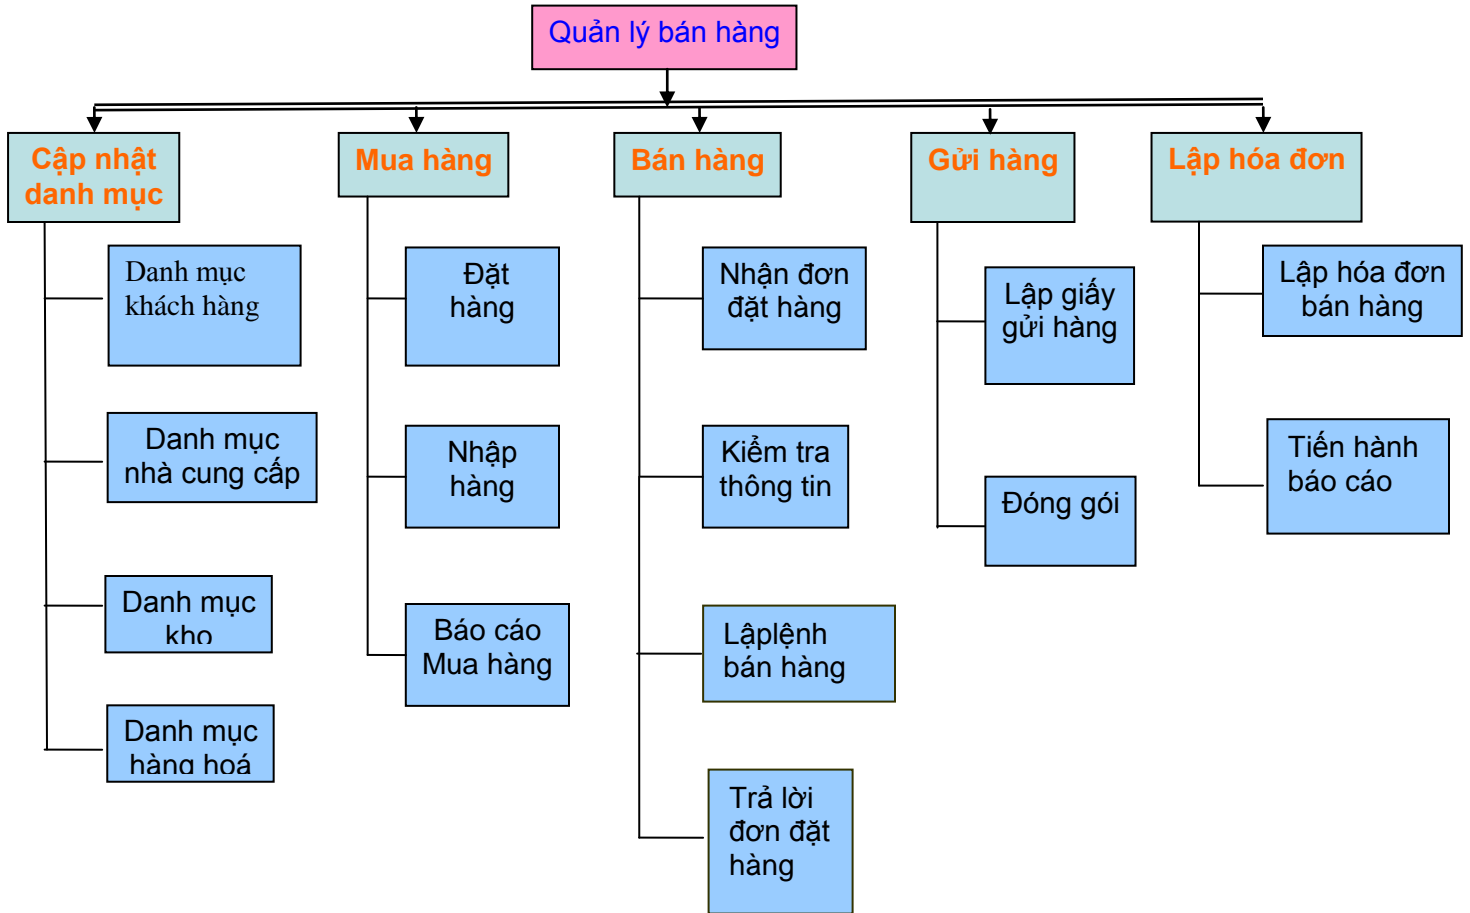 Quản lý bán hàng
Cập nhật
danh mục
Mua hàng
Bán hàng
Gửi hàng
Lập hóa đơn
Danh mục
khách hàng
Danh mục
nhà cung cấp
Danh mục
kho
Danh mục
hàng hoá
Đặt
hàng
Nhập
hàng
Báo cáo
Mua hàng
Nhận đơn
đặt hàng
Kiểm tra
thông tin
Lậplệnh
bán hàng
Trả lời
đơn đặt
hàng
Lập giấy
gửi hàng
Đóng gói
Lập hóa đơn
bán hàng
Tiến hành
báo cáo